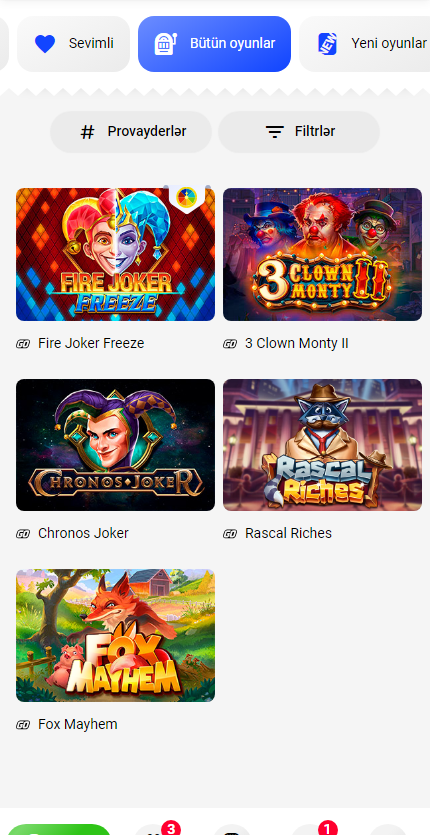 Sevimli
Bütün oyunlar
NEW
Yeni oyunlar
# Provayderlər
Filtrlər
FIRE JOKER
FREEZE
3 CLOWN
MONTY II
Fire Joker Freeze
3 Clown Monty II
CHRONOS JOKER
Rascal
Riches
Chronos Joker
Rascal Riches
FOX
MAYHEM
Fox Mayhem
3
1